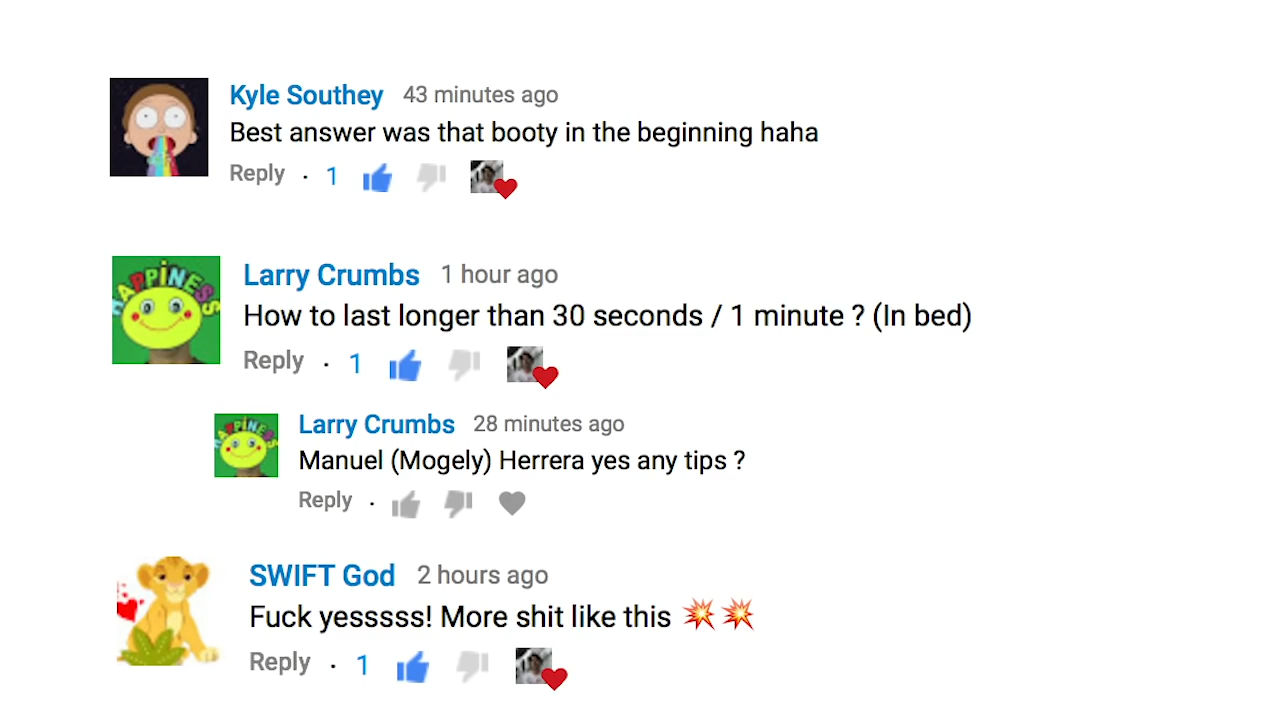 Kyle Southey 43 minutes ago
Best answer was that booty in the beginning haha
Reply · 1
HAPPINESS
Larry Crumbs 1 hour ago
How to last longer than 30 seconds / 1 minute ? (In bed)
Reply · 1
HAPPINESS
Larry Crumbs 28 minutes ago
Manuel (Mogely) Herrera yes any tips ?
Reply ·
SWIFT God 2 hours ago
Fuck yesssss! More shit like this 💥💥
Reply · 1